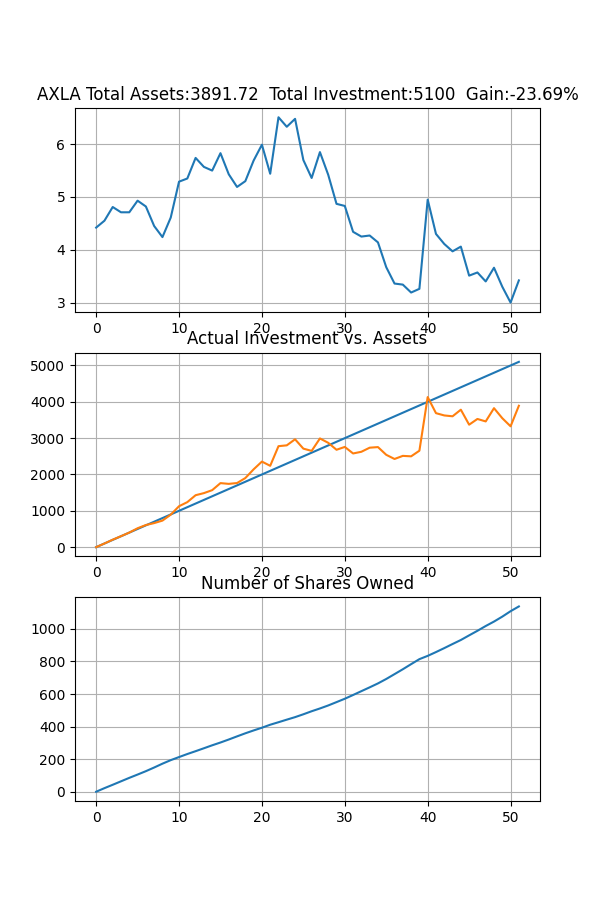 AXLA Total Assets:3891.72  Total Investment:5100  Gain:-23.69%
6
5
4
3
0 10 20 30 40 50
Actual Investment vs. Assets
5000
4000
3000
2000
1000
0
0 10 20 30 40 50
Number of Shares Owned
1000
800
600
400
200
0
0 10 20 30 40 50